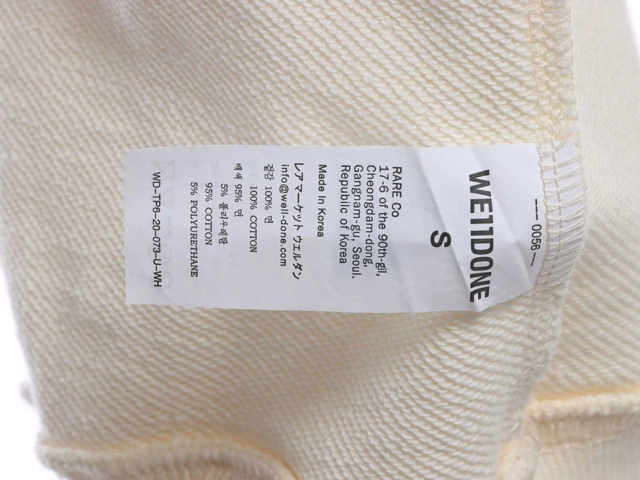 --- 0056 ---
WE11DONE
S
RARE Co
17-6 of the 90th-gil,
Cheongdam-dong,
Gangnam-gu, Seoul.
Republic of Korea
Made in Korea
レア マーケット ウェルダン
info@well-done.com
겉감 100% 면
100% COTTON
배색 95% 면
5% 폴리우레탄
95% COTTON
5% POLYURETHANE
WD-TP6-20-073-U-WH